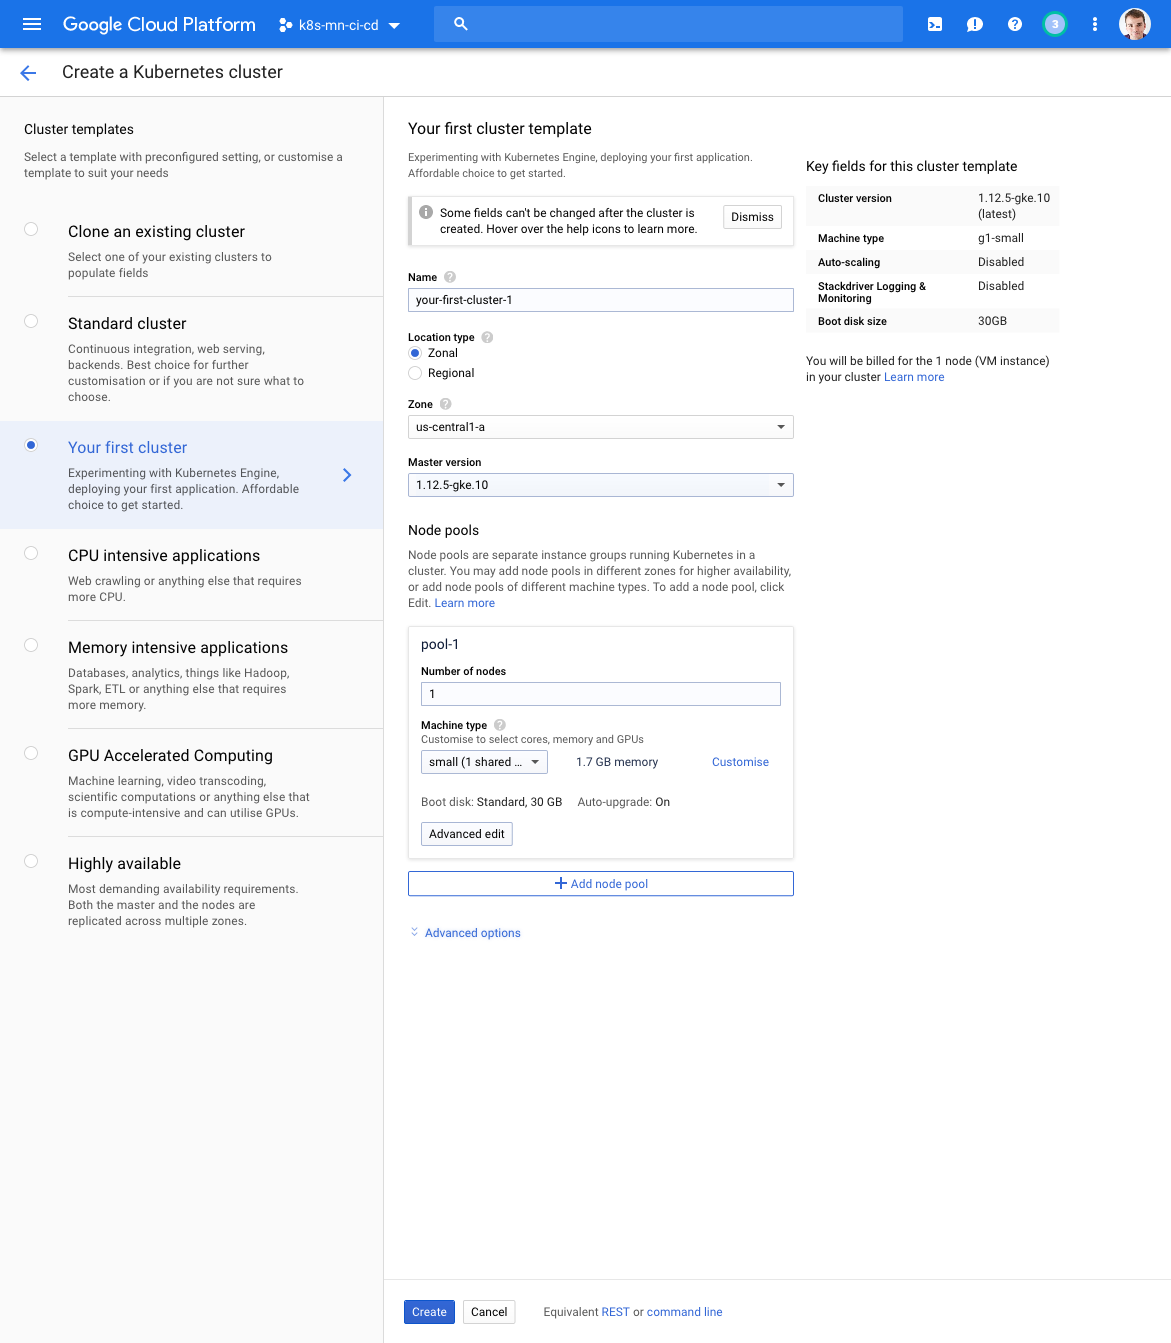 Google Cloud Platform
k8s-mn-ci-cd
3
Create a Kubernetes cluster
Cluster templates
Select a template with preconfigured setting, or customise a
template to suit your needs
Clone an existing cluster
Select one of your existing clusters to
populate fields
Standard cluster
Continuous integration, web serving,
backends. Best choice for further
customisation or if you are not sure what to
choose.
Your first cluster
Experimenting with Kubernetes Engine,
deploying your first application. Affordable
choice to get started.
CPU intensive applications
Web crawling or anything else that requires
more CPU.
Memory intensive applications
Databases, analytics, things like Hadoop,
Spark, ETL or anything else that requires
more memory.
GPU Accelerated Computing
Machine learning, video transcoding,
scientific computations or anything else that
is compute-intensive and can utilise GPUs.
Highly available
Most demanding availability requirements.
Both the master and the nodes are
replicated across multiple zones.
Your first cluster template
Experimenting with Kubernetes Engine, deploying your first application.
Affordable choice to get started.
Some fields can't be changed after the cluster is
created. Hover over the help icons to learn more.
Dismiss
Name
your-first-cluster-1
Location type
Zonal
Regional
Zone
us-central1-a
Master version
1.12.5-gke.10
Node pools
Node pools are separate instance groups running Kubernetes in a
cluster. You may add node pools in different zones for higher availability,
or add node pools of different machine types. To add a node pool, click
Edit. Learn more
pool-1
Number of nodes
1
Machine type
Customise to select cores, memory and GPUs
small (1 shared ... 1.7 GB memory Customise
Boot disk: Standard, 30 GB Auto-upgrade: On
Advanced edit
Add node pool
Advanced options
Key fields for this cluster template
Cluster version 1.12.5-gke.10
(latest)
Machine type g1-small
Auto-scaling Disabled
Stackdriver Logging & Disabled
Monitoring
Boot disk size 30GB
You will be billed for the 1 node (VM instance)
in your cluster Learn more
Create Cancel Equivalent REST or command line